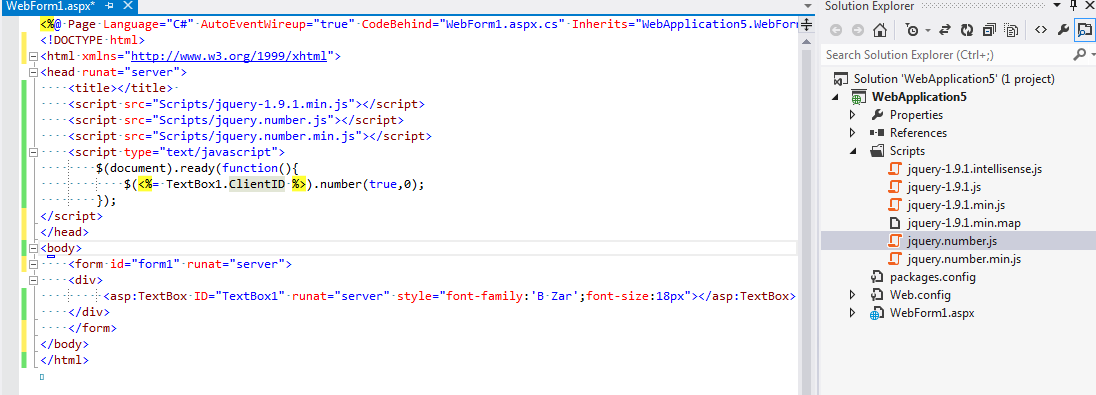 WebForm1.aspx*
<%@ Page Language="C#" AutoEventWireup="true" CodeBehind="WebForm1.aspx.cs" Inherits="WebApplication5.WebForm
<!DOCTYPE html>
<html xmlns="http://www.w3.org/1999/xhtml">
<head runat="server">
<title></title>
<script src="Scripts/jquery-1.9.1.min.js"></script>
<script src="Scripts/jquery.number.js"></script>
<script src="Scripts/jquery.number.min.js"></script>
<script type="text/javascript">
$(document).ready(function(){
$(<%= TextBox1.ClientID %>).number(true,0);
});
</script>
</head>
<body>
<form id="form1" runat="server">
<div>
<asp:TextBox ID="TextBox1" runat="server" style="font-family:'B Zar';font-size:18px"></asp:TextBox>
</div>
</form>
</body>
</html>
Solution Explorer
Search Solution Explorer (Ctrl+;)
Solution 'WebApplication5' (1 project)
WebApplication5
Properties
References
Scripts
jquery-1.9.1.intellisense.js
jquery-1.9.1.js
jquery-1.9.1.min.js
jquery-1.9.1.min.map
jquery.number.js
jquery.number.min.js
packages.config
Web.config
WebForm1.aspx